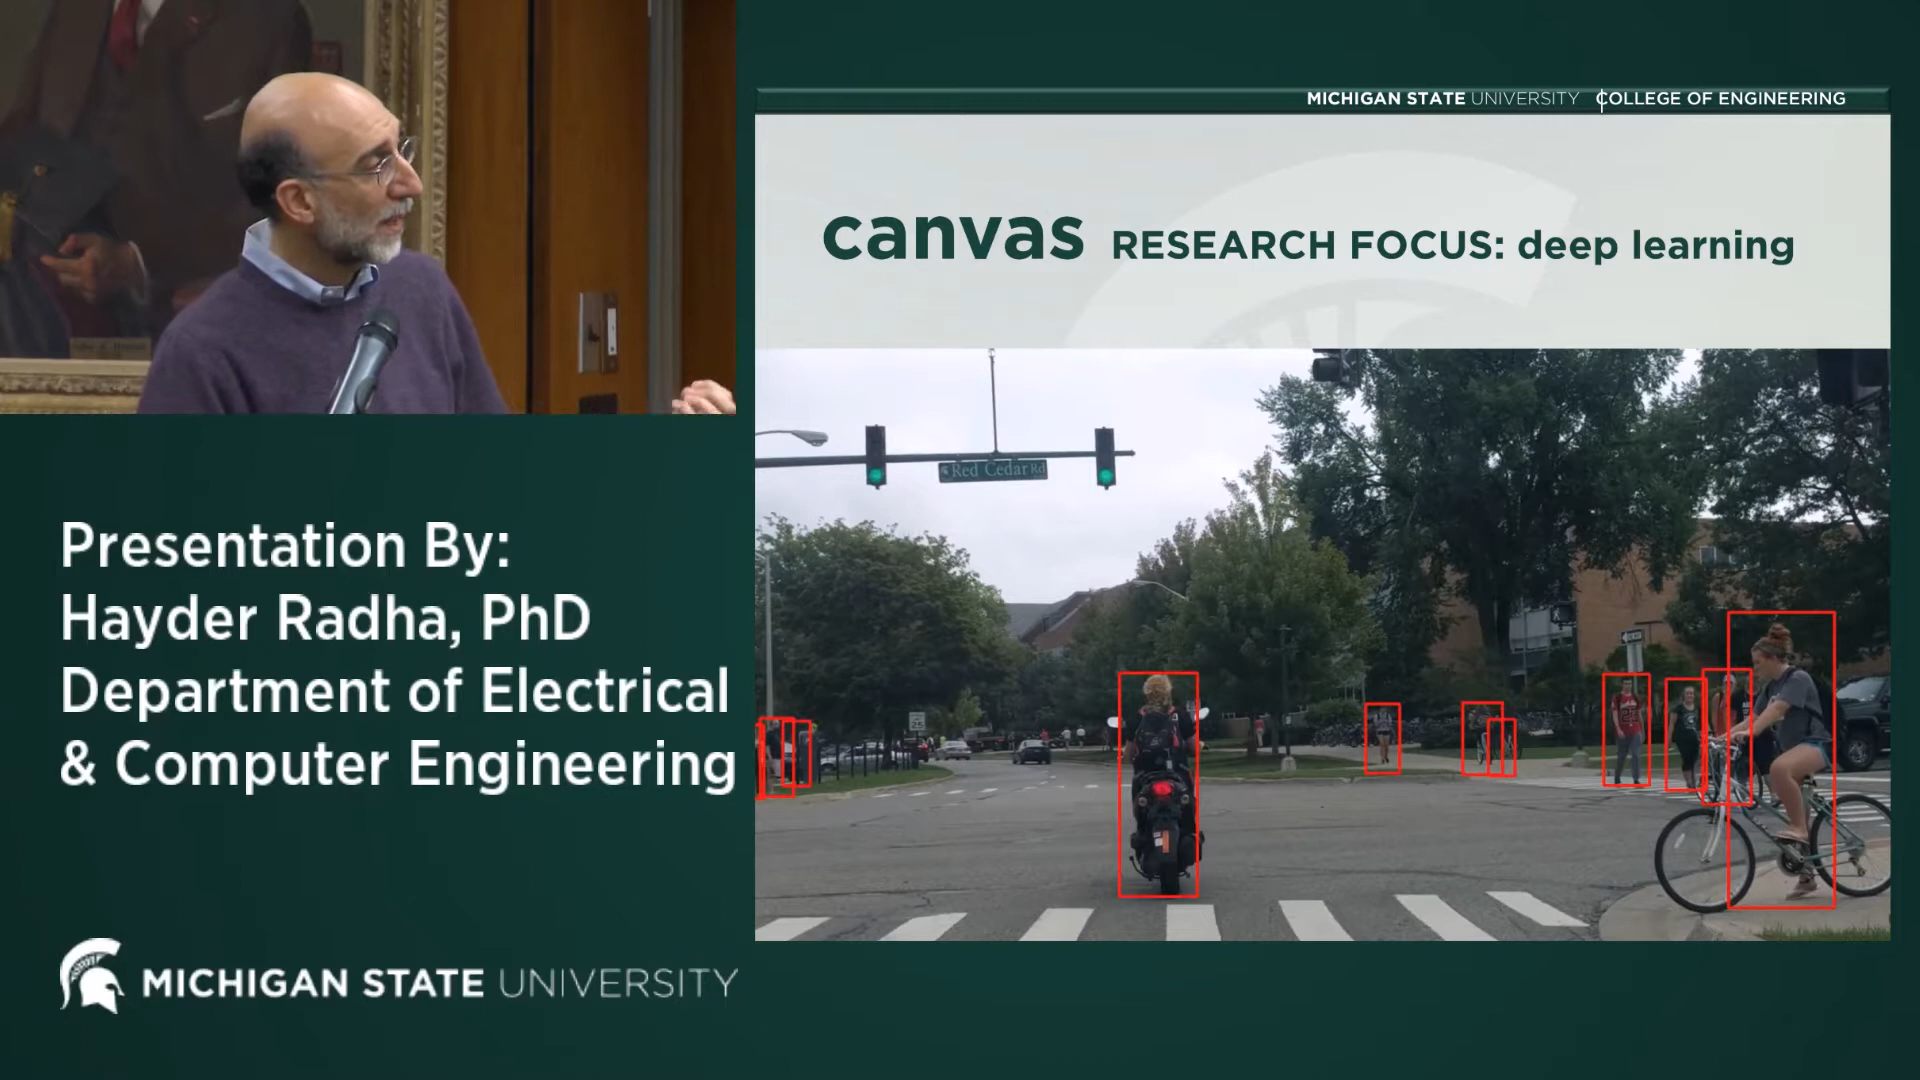 MICHIGAN STATE UNIVERSITY COLLEGE OF ENGINEERING
canvas RESEARCH FOCUS: deep learning
Red Cedar Rd
25
Presentation By:
Hayder Radha, PhD
Department of Electrical
& Computer Engineering
MICHIGAN STATE UNIVERSITY